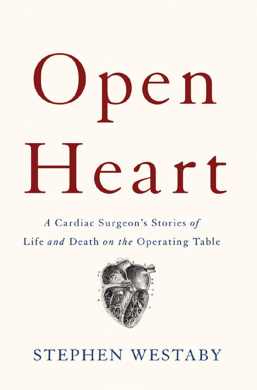 Open
Heart
A Cardiac Surgeon's Stories of
Life and Death on the Operating Table
STEPHEN WESTABY